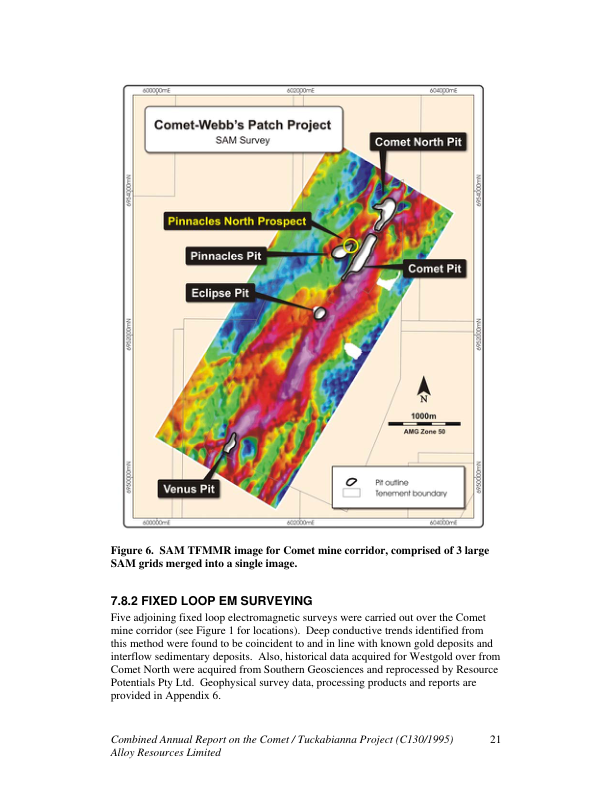 600000mE
602000mE
604000mE
Comet-Webb's Patch Project
SAM Survey
Comet North Pit
6954000mN
6954000mN
Pinnacles North Prospect
Pinnacles Pit
Comet Pit
Eclipse Pit
6952000mN
6952000mN
N
1000m
AMG Zone 50
6950000mN
6950000mN
Pit outline
Tenement boundary
Venus Pit
600000mE
602000mE
604000mE
Figure 6.  SAM TFMMR image for Comet mine corridor, comprised of 3 large
SAM grids merged into a single image.
7.8.2 FIXED LOOP EM SURVEYING
Five adjoining fixed loop electromagnetic surveys were carried out over the Comet
mine corridor (see Figure 1 for locations).  Deep conductive trends identified from
this method were found to be coincident to and in line with known gold deposits and
interflow sedimentary deposits.  Also, historical data acquired for Westgold over from
Comet North were acquired from Southern Geosciences and reprocessed by Resource
Potentials Pty Ltd.  Geophysical survey data, processing products and reports are
provided in Appendix 6.
Combined Annual Report on the Comet / Tuckabianna Project (C130/1995) 21
Alloy Resources Limited